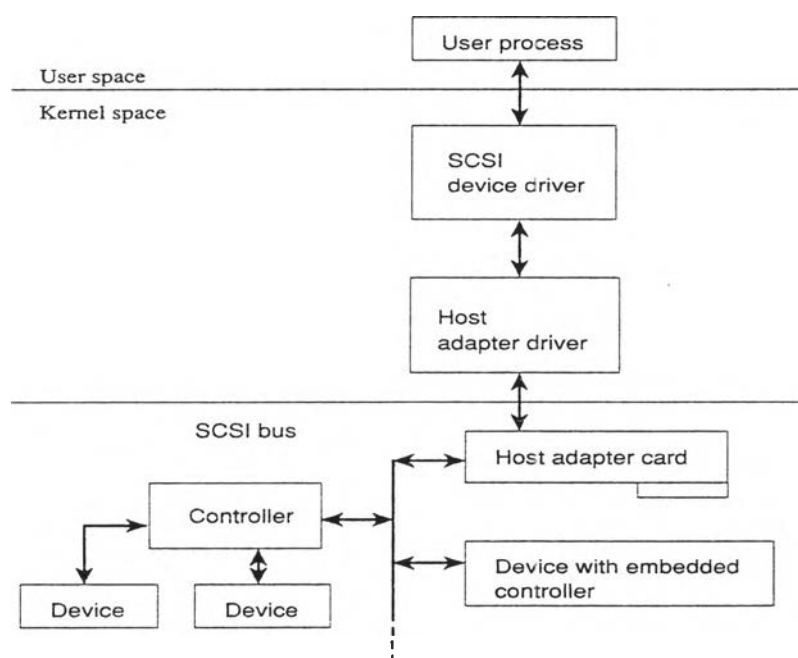 User process
User space
Kernel space
SCSI
device driver
Host
adapter driver
SCSI bus
Host adapter card
Controller
Device with embedded
controller
Device
Device